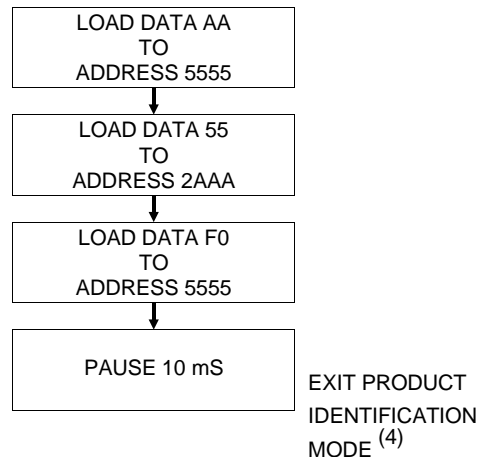 LOAD DATA AA
TO
ADDRESS 5555
LOAD DATA 55
TO
ADDRESS 2AAA
LOAD DATA F0
TO
ADDRESS 5555
PAUSE 10 mS
EXIT PRODUCT
IDENTIFICATION
MODE (4)